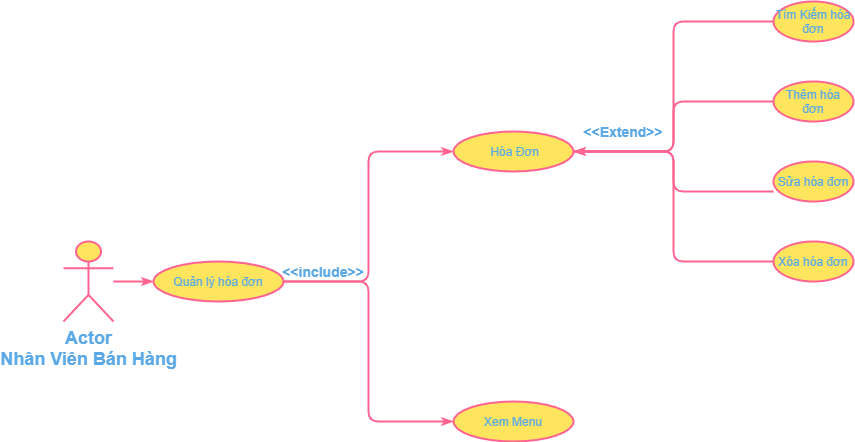 Tìm Kiếm hóa
đơn
Thêm hóa
đơn
<<Extend>>
Hóa Đơn
Sửa hóa đơn
Xóa hóa đơn
<<include>>
Quản lý hóa đơn
Actor
Nhân Viên Bán Hàng
Xem Menu